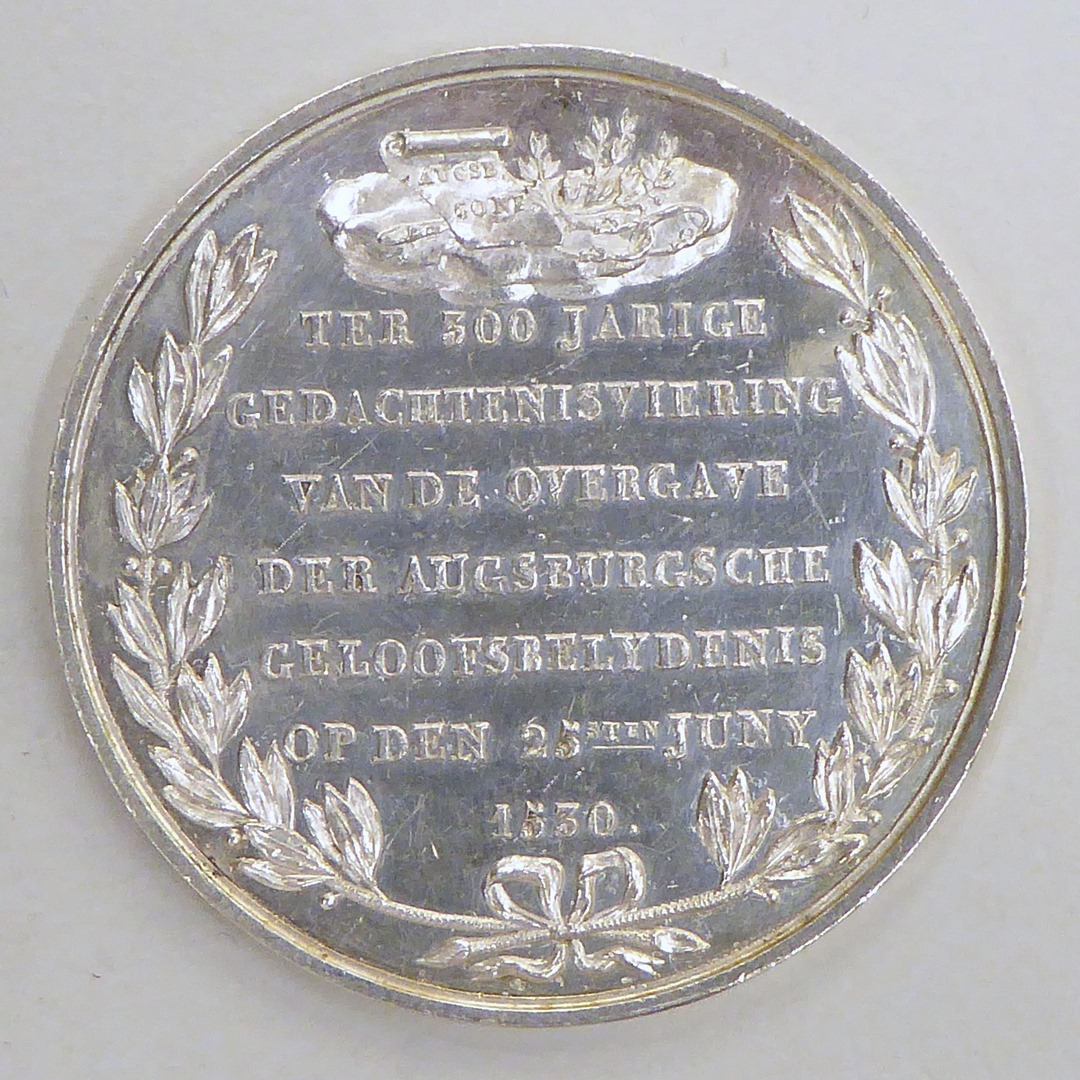 AUGSB
CONF
TER 300 JARIGE
GEDACHTENISVIERING
VAN DE OVERGAVE
DER AUGSBURGSCHE
GELOOFSBELYDENIS
OP DEN 25STEN JUNY
1530.